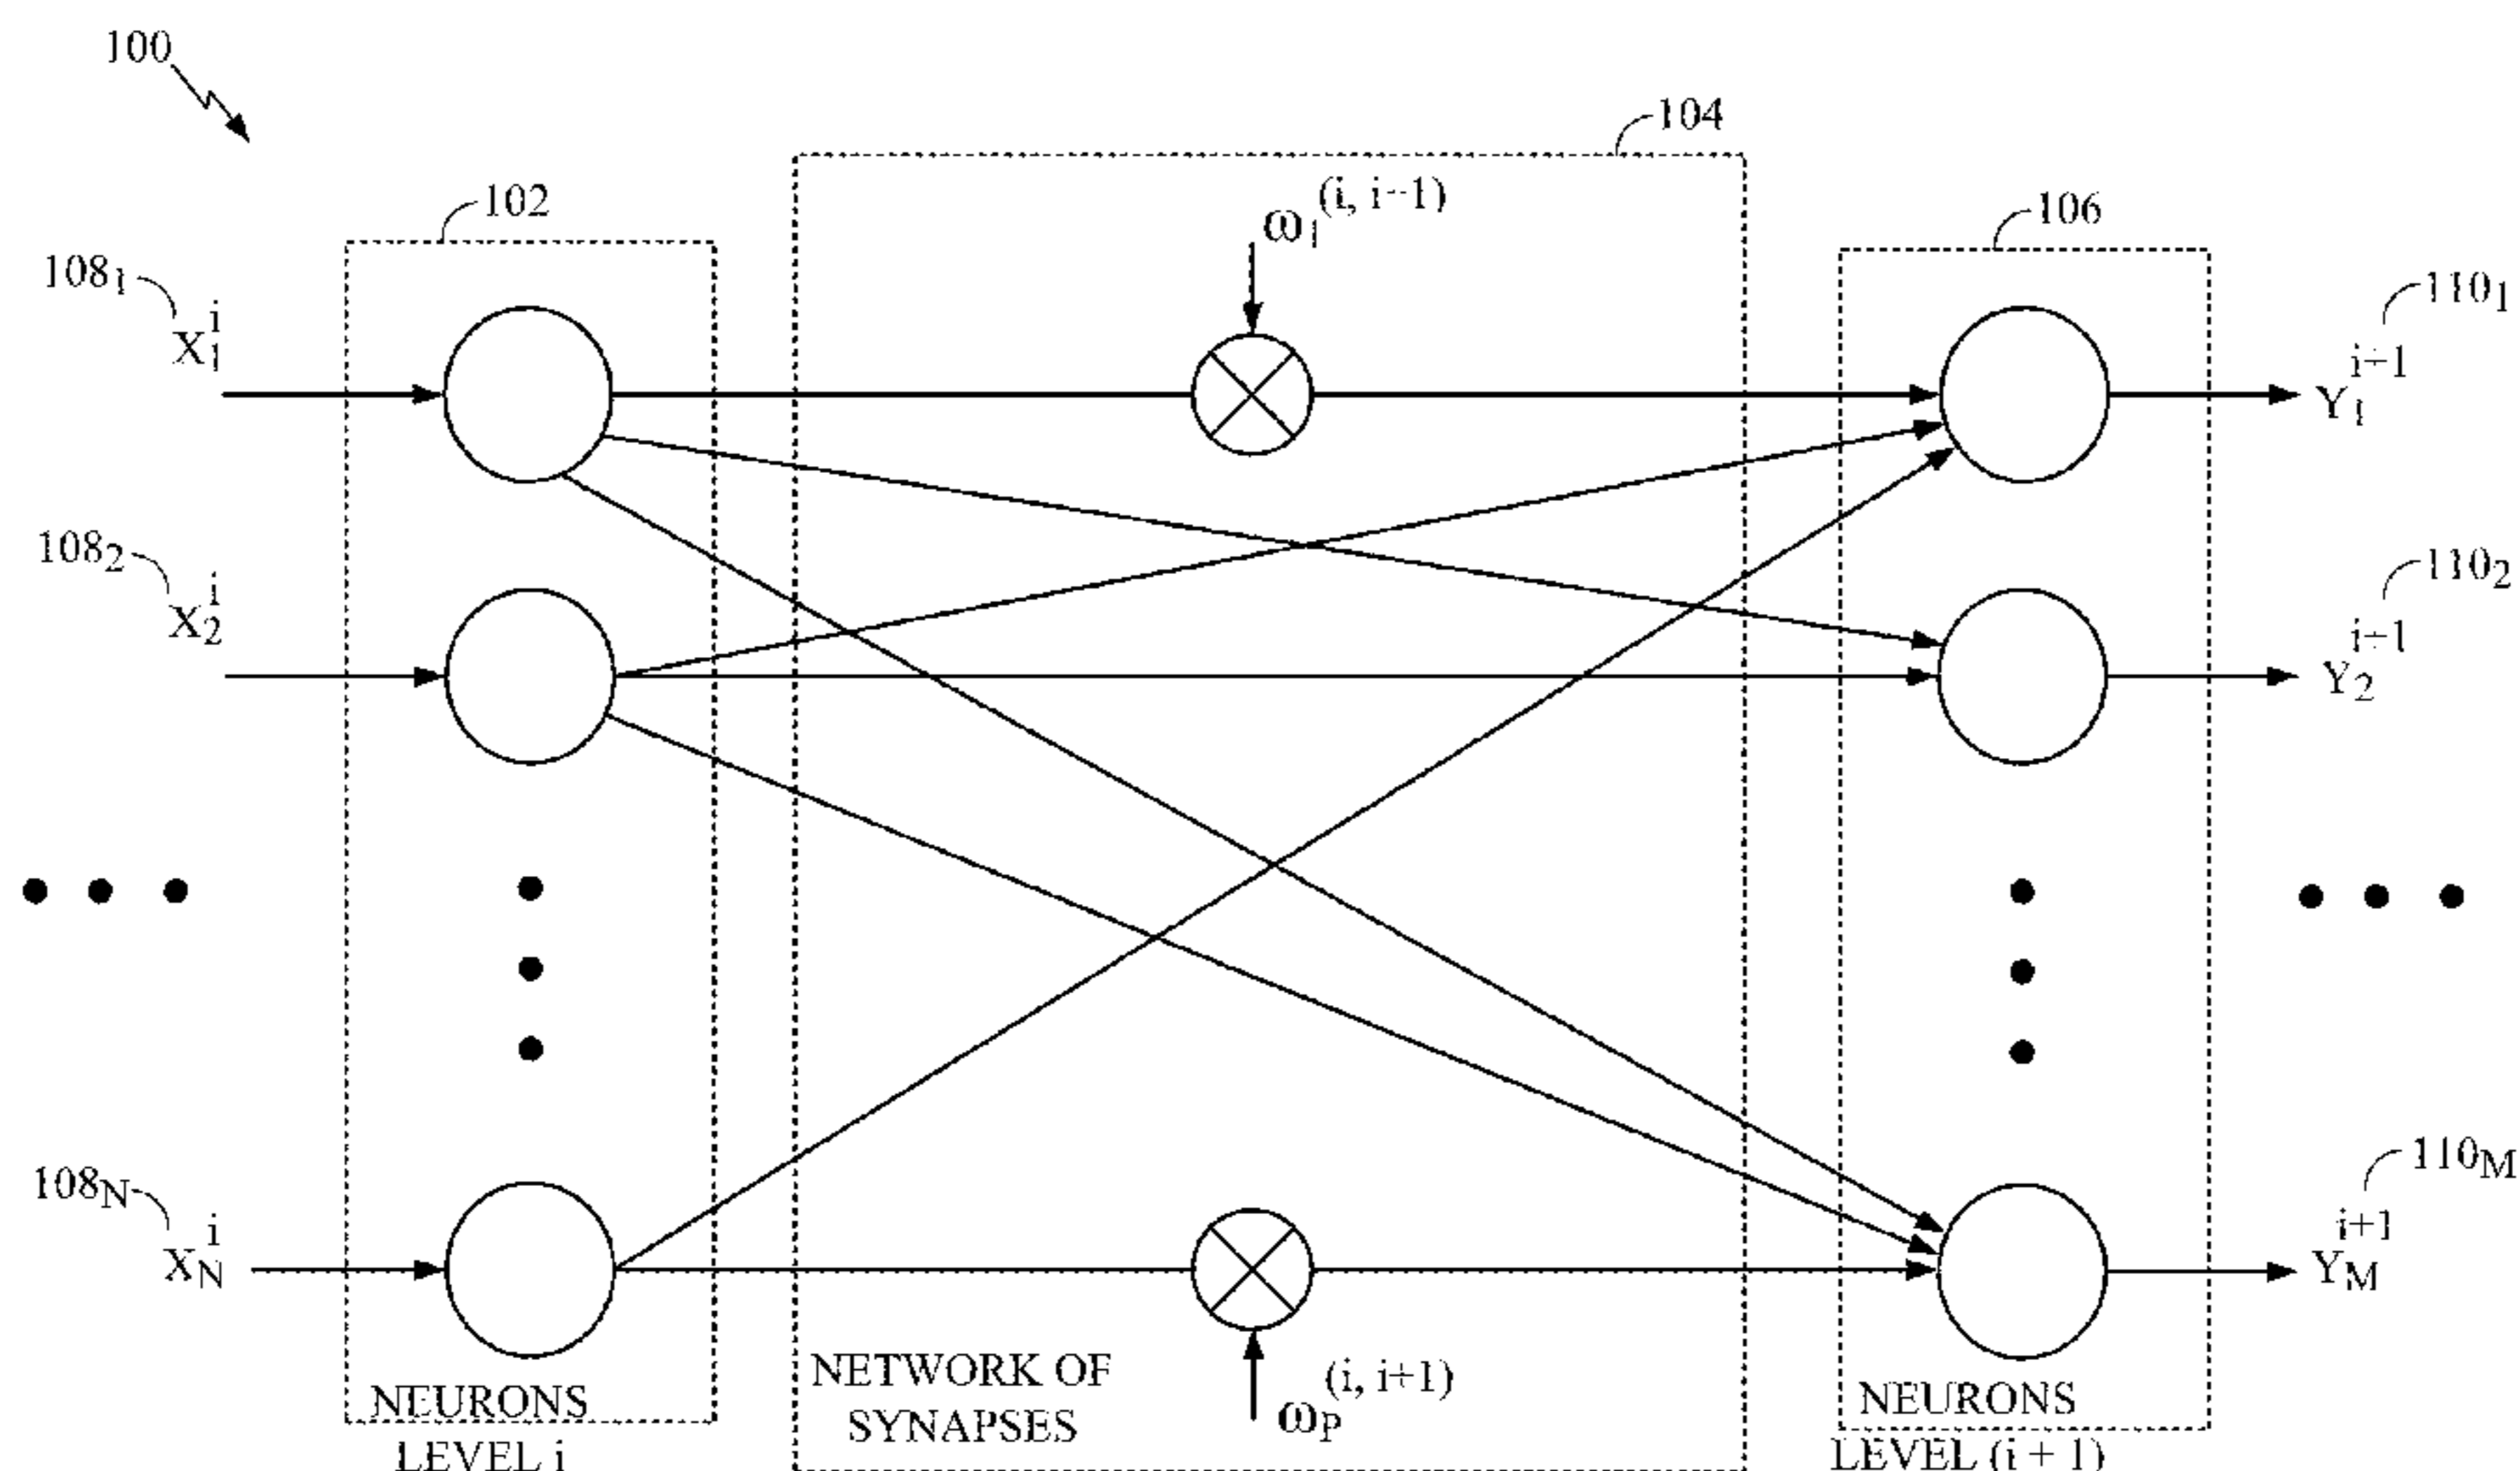 100
104
102
ω₁(i, i+1)
106
108₁
X₁ⁱ
110₁
Y₁ⁱ⁺¹
108₂
X₂ⁱ
110₂
Y₂ⁱ⁺¹
108N
XNⁱ
110M
YMⁱ⁺¹
NEURONS
LEVEL i
NETWORK OF
SYNAPSES
ωP(i, i+1)
NEURONS
LEVEL (i + 1)